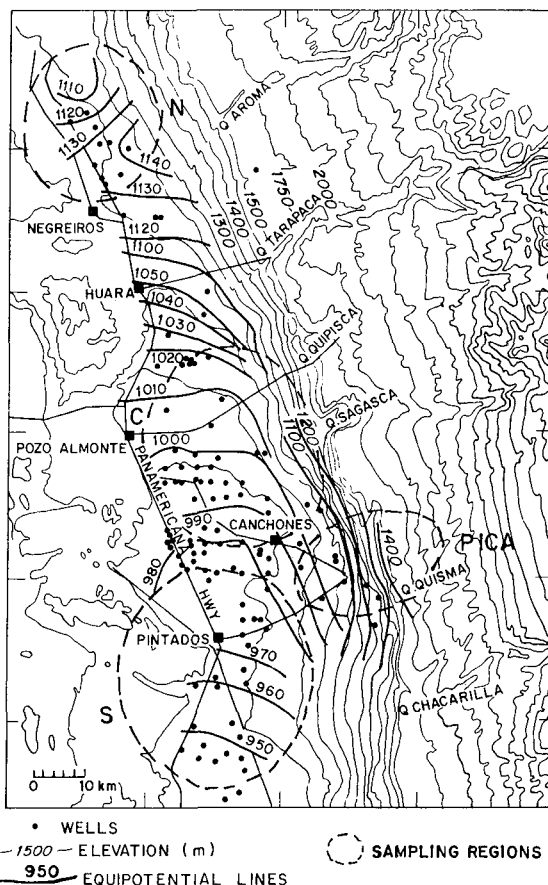 1110
1120
1130
N
Q AROMA
1140
1130
1500
1750
2000
1400
1300
Q TARAPACA
NEGREIROS
1120
1100
1050
HUARA
1040
1030
Q QUIPISCA
1020
1010
C
Q SAGASCA
1200
1100
POZO ALMONTE
1000
PANAMERICANA HWY
990
CANCHONES
1400
PICA
980
Q QUISMA
PINTADOS
970
960
S
Q CHACARILLA
950
0 10 km
WELLS
1500 ELEVATION (m)
SAMPLING REGIONS
950 EQUIPOTENTIAL LINES